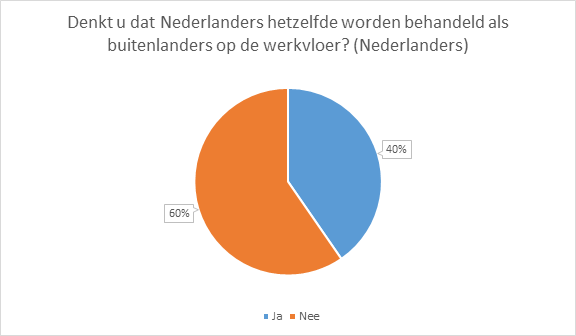 Denkt u dat Nederlanders hetzelfde worden behandeld als
buitenlanders op de werkvloer? (Nederlanders)
40%
60%
Ja Nee